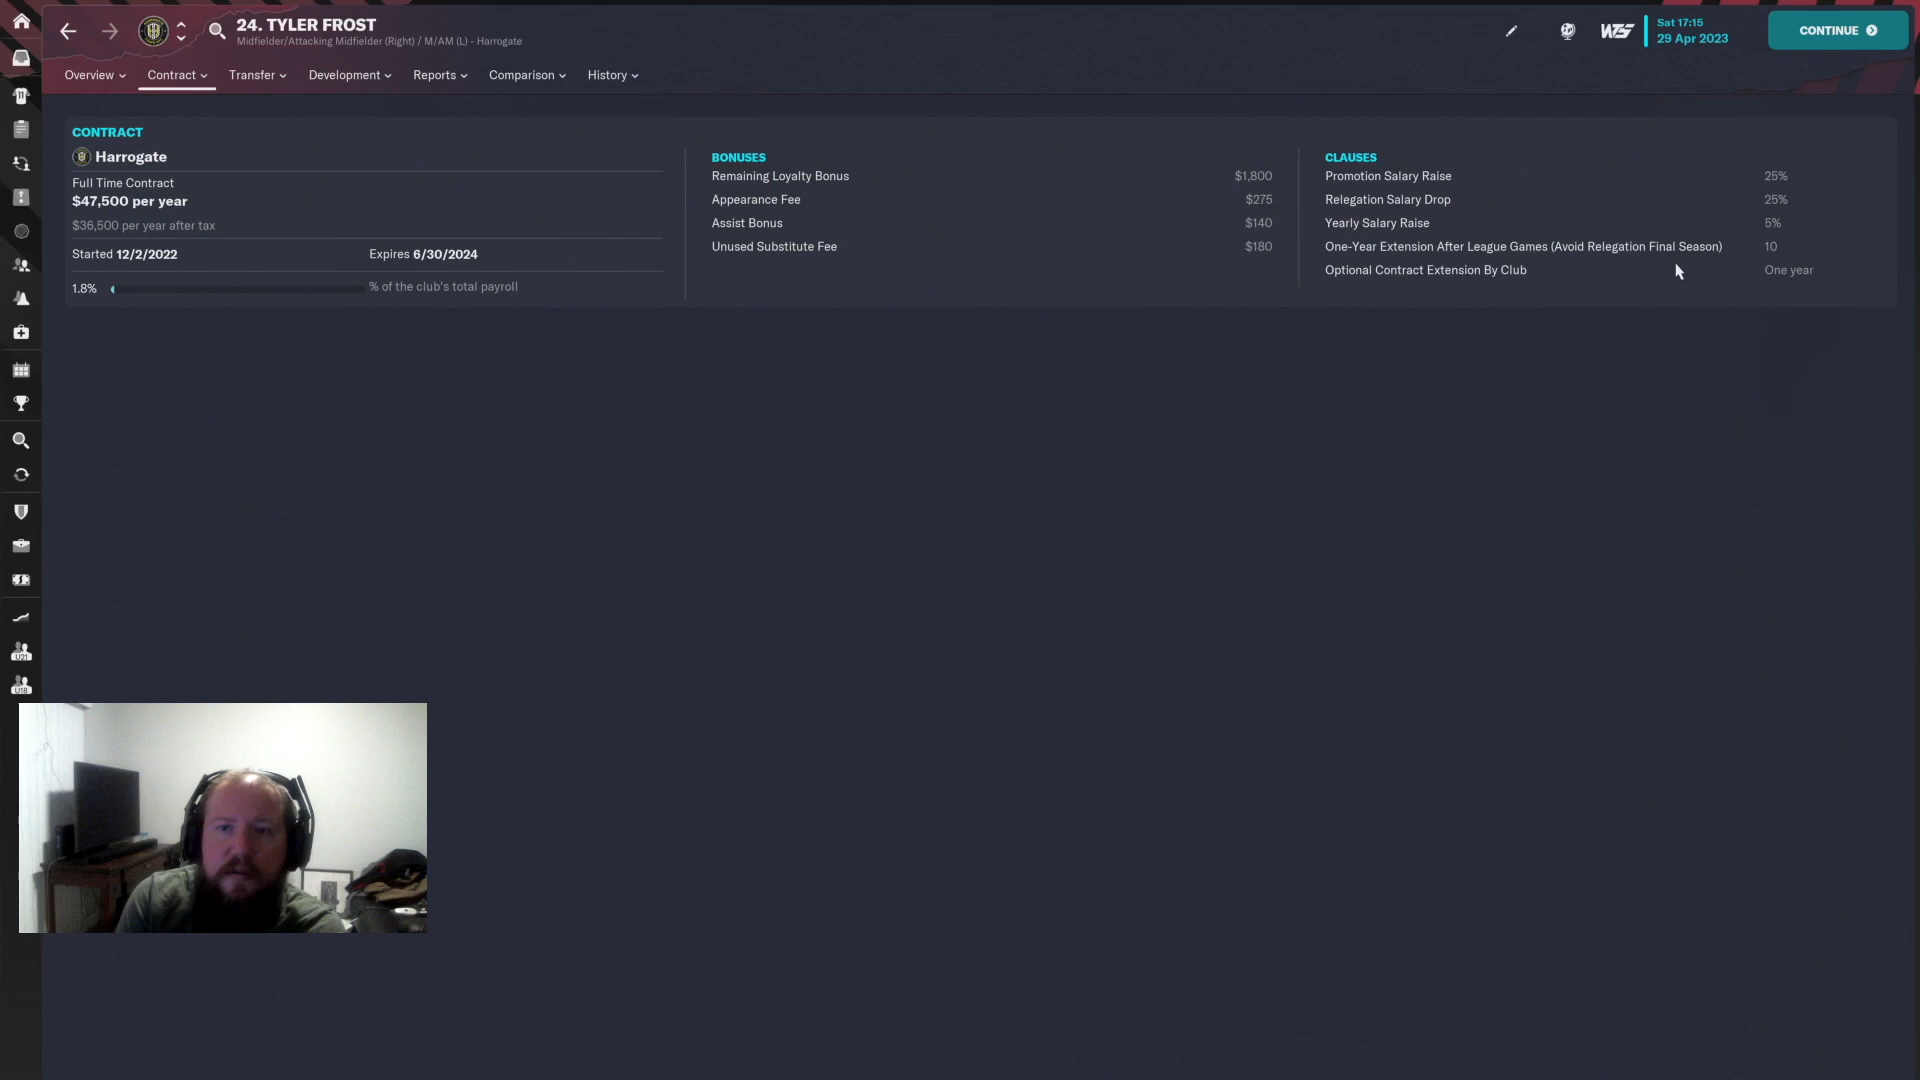 24. TYLER FROST
Midfielder/Attacking Midfielder (Right) / M/AM (L) - Harrogate
Sat 17:15
29 Apr 2023
CONTINUE
Overview
Contract
Transfer
Development
Reports
Comparison
History
CONTRACT
Harrogate
Full Time Contract
$47,500 per year
$36,500 per year after tax
Started 12/2/2022
Expires 6/30/2024
1.8%
% of the club's total payroll
BONUSES
Remaining Loyalty Bonus $1,800
Appearance Fee $275
Assist Bonus $140
Unused Substitute Fee $180
CLAUSES
Promotion Salary Raise 25%
Relegation Salary Drop 25%
Yearly Salary Raise 5%
One-Year Extension After League Games (Avoid Relegation Final Season) 10
Optional Contract Extension By Club One year
U21
U18